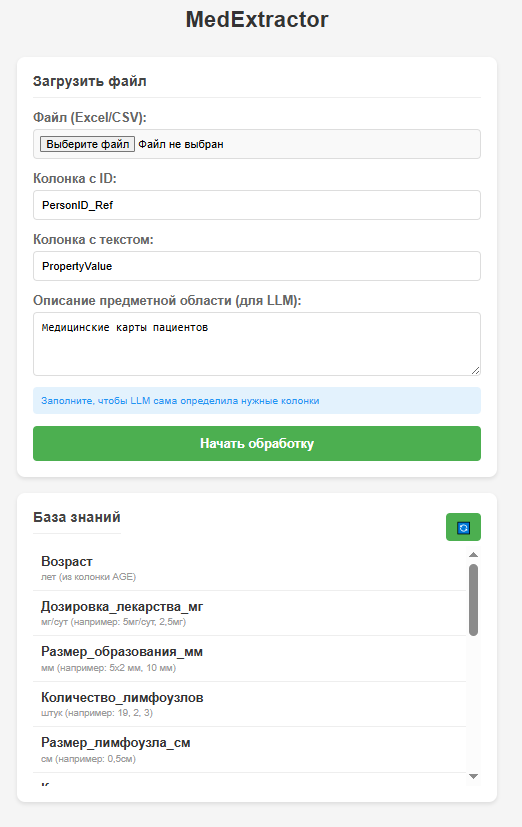 MedExtractor
Загрузить файл
Файл (Excel/CSV):
Выберите файл Файл не выбран
Колонка с ID:
PersonID_Ref
Колонка с текстом:
PropertyValue
Описание предметной области (для LLM):
Медицинские карты пациентов
Заполните, чтобы LLM сама определила нужные колонки
Начать обработку
База знаний
Возраст
лет (из колонки AGE)
Дозировка_лекарства_мг
мг/сут (например: 5мг/сут, 2,5мг)
Размер_образования_мм
мм (например: 5x2 мм, 10 мм)
Количество_лимфоузлов
штук (например: 19, 2, 3)
Размер_лимфоузла_см
см (например: 0,5см)